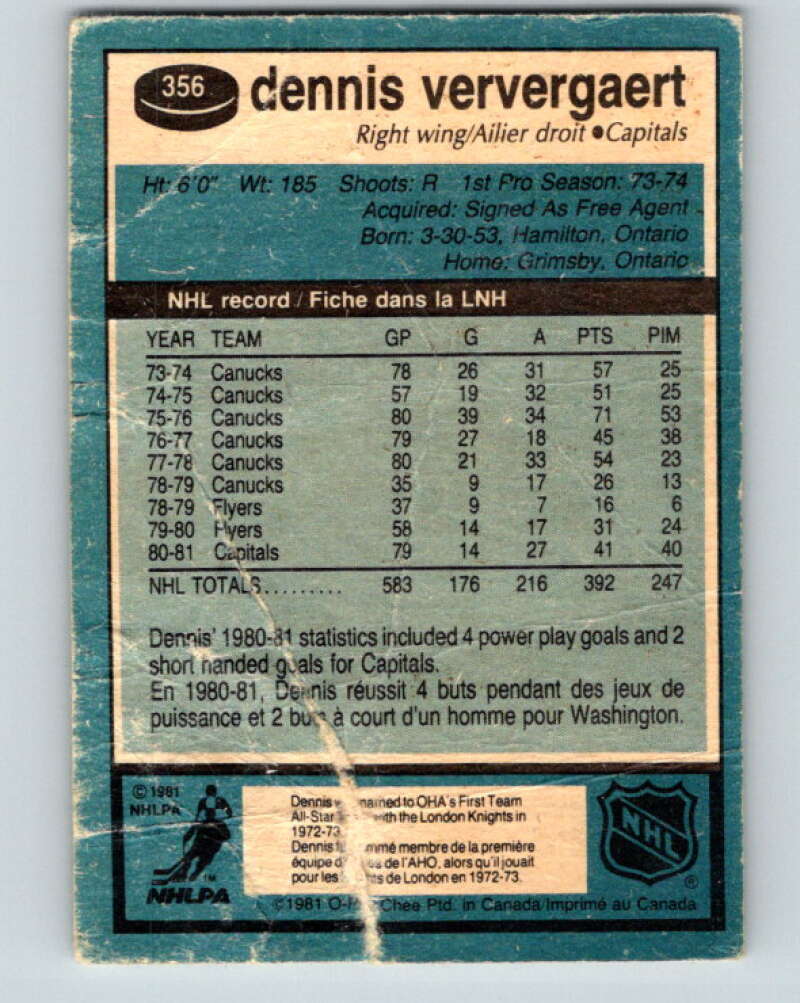 356 dennis ververgaert
Right wing/Ailier droit ●Capitals
Ht: 6'0" Wt: 185 Shoots: R 1st Pro Season: 73-74
Acquired: Signed As Free Agent
Born: 3-30-53, Hamilton, Ontario
Home: Grimsby, Ontario
NHL record / Fiche dans la LNH
YEAR TEAM GP G A PTS PIM
73-74 Canucks 78 26 31 57 25
74-75 Canucks 57 19 32 51 25
75-76 Canucks 80 39 34 71 53
76-77 Canucks 79 27 18 45 38
77-78 Canucks 80 21 33 54 23
78-79 Canucks 35 9 17 26 13
78-79 Flyers 37 9 7 16 6
79-80 Flyers 58 14 17 31 24
80-81 Capitals 79 14 27 41 40
NHL TOTALS......... 583 176 216 392 247
Dennis' 1980-81 statistics included 4 power play goals and 2
short handed goals for Capitals.
En 1980-81, Dennis réussit 4 buts pendant des jeux de
puissance et 2 buts à court d'un homme pour Washington.
©1981
NHLPA
Dennis named to OHA's First Team
All-Star with the London Knights in
1972-73
Dennis membre de la première
équipe de l'AHO, alors qu'il jouait
pour les de London en 1972-73.
NHL
®
TM
NHLPA
©1981 O-Pee-Chee Ptd. in Canada Imprimé au Canada